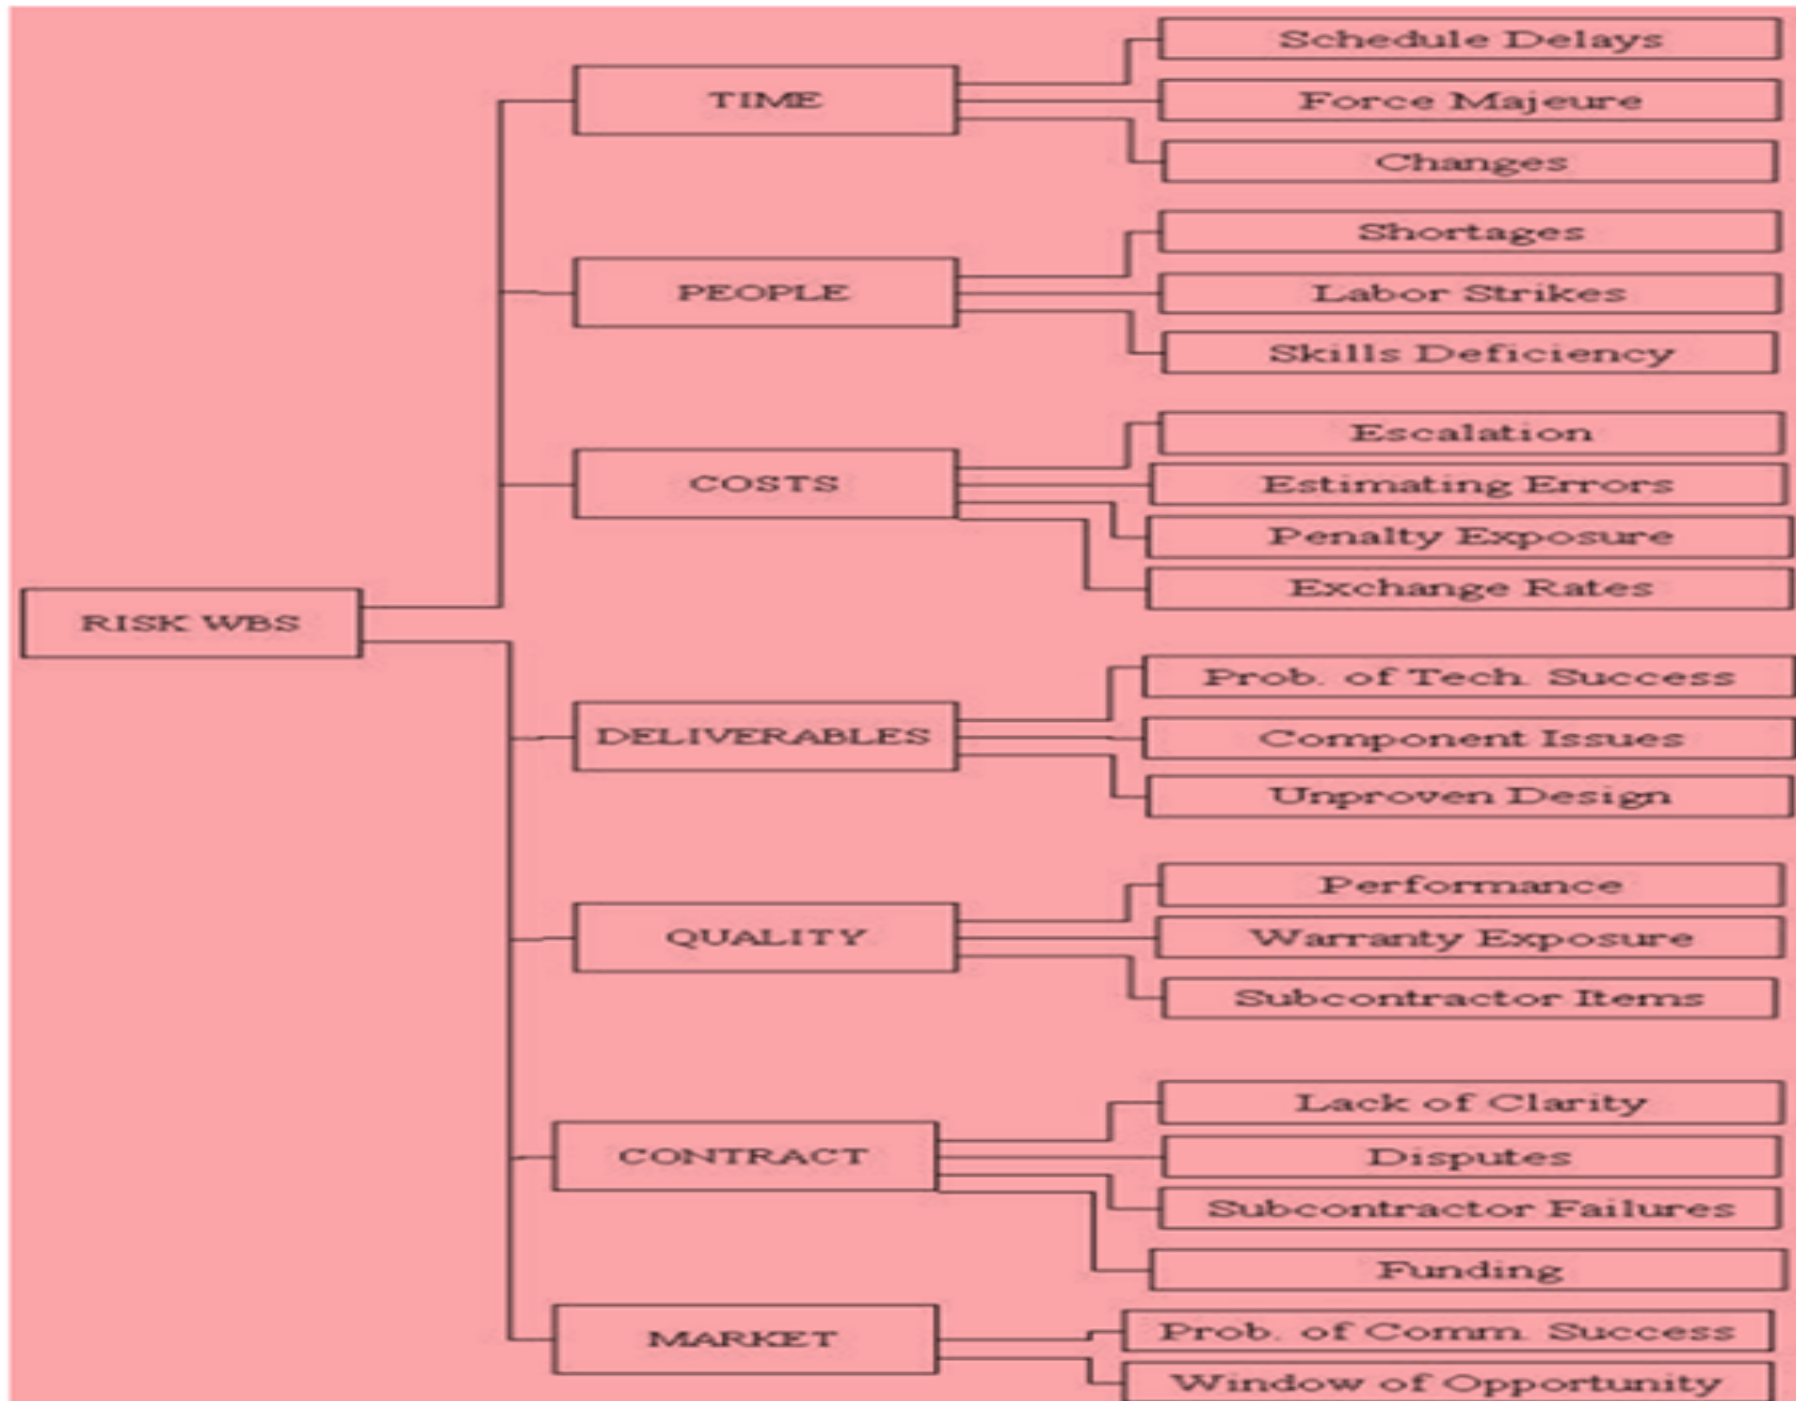 RISK WBS
TIME
Schedule Delays
Force Majeure
Changes
PEOPLE
Shortages
Labor Strikes
Skills Deficiency
COSTS
Escalation
Estimating Errors
Penalty Exposure
Exchange Rates
DELIVERABLES
Prob. of Tech. Success
Component Issues
Unproven Design
QUALITY
Performance
Warranty Exposure
Subcontractor Items
CONTRACT
Lack of Clarity
Disputes
Subcontractor Failures
Funding
MARKET
Prob. of Comm. Success
Window of Opportunity